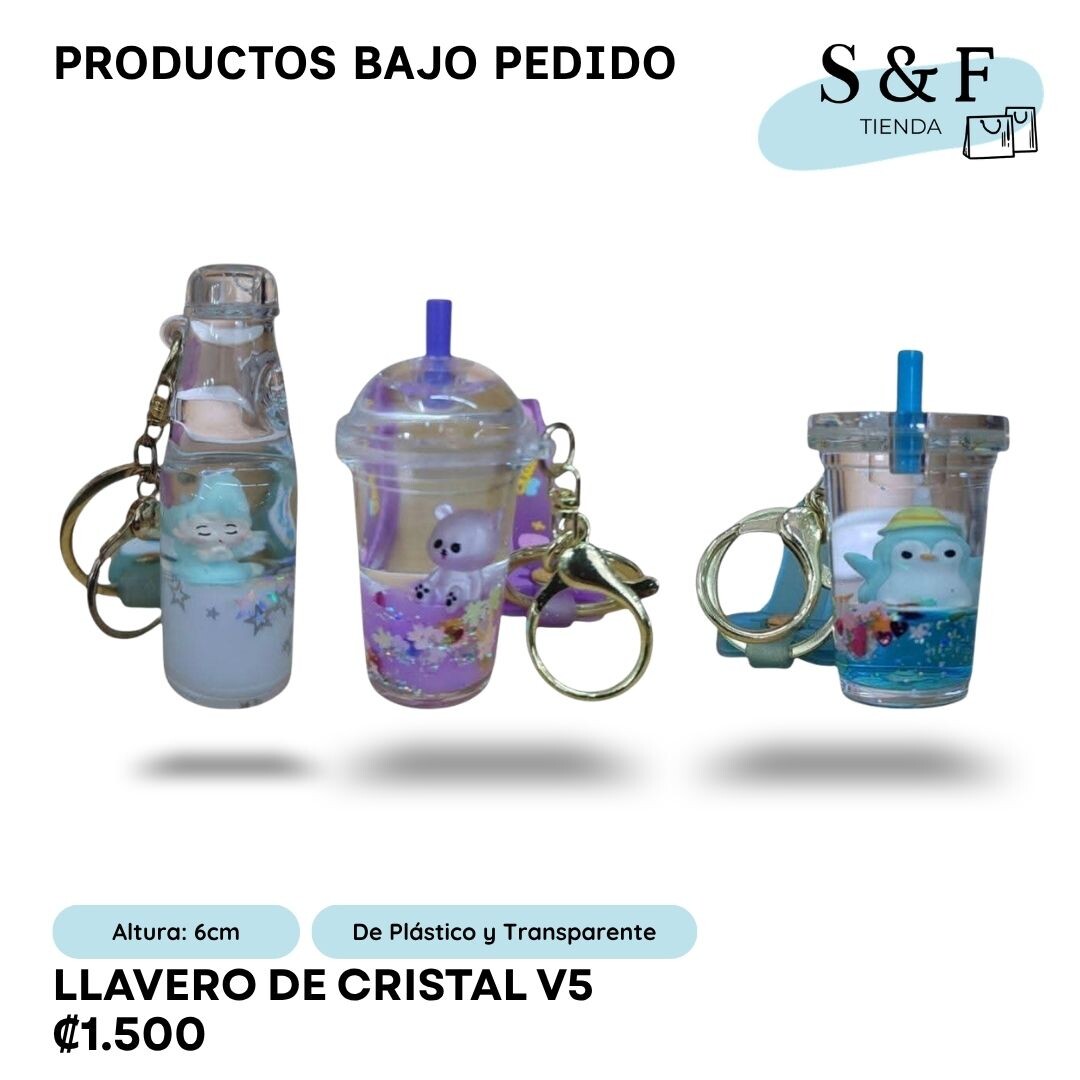 PRODUCTOS BAJO PEDIDO
S & F
TIENDA
Altura: 6cm
De Plástico y Transparente
LLAVERO DE CRISTAL V5
₡1.500